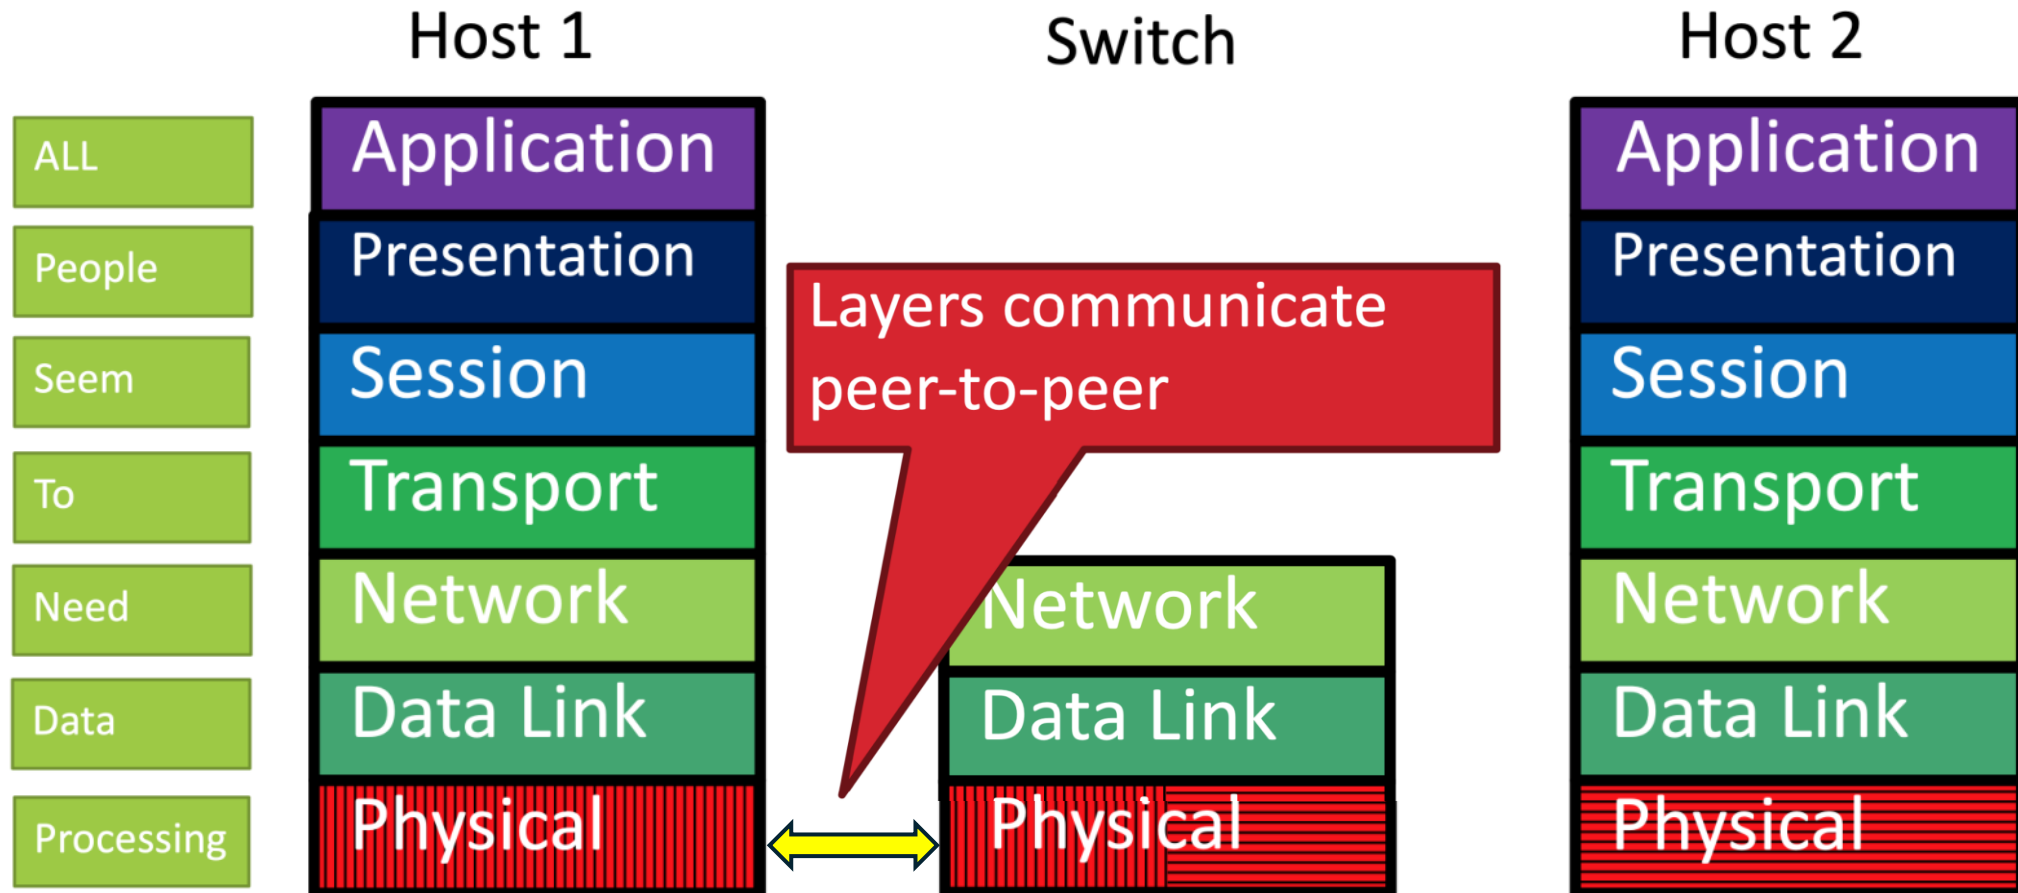 Host 1
Switch
Host 2
ALL
People
Seem
To
Need
Data
Processing
Application
Presentation
Session
Transport
Network
Data Link
Physical
Layers communicate
peer-to-peer
Network
Data Link
Physical
Application
Presentation
Session
Transport
Network
Data Link
Physical